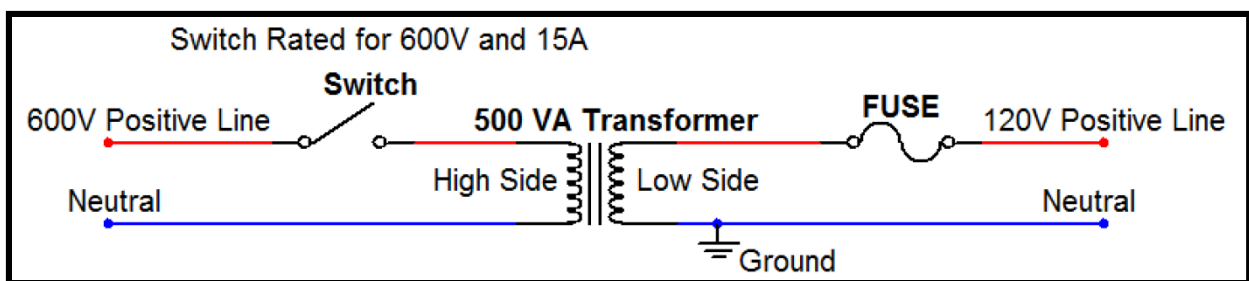 Switch Rated for 600V and 15A
Switch
600V Positive Line
500 VA Transformer
FUSE
120V Positive Line
High Side
Low Side
Neutral
Neutral
Ground